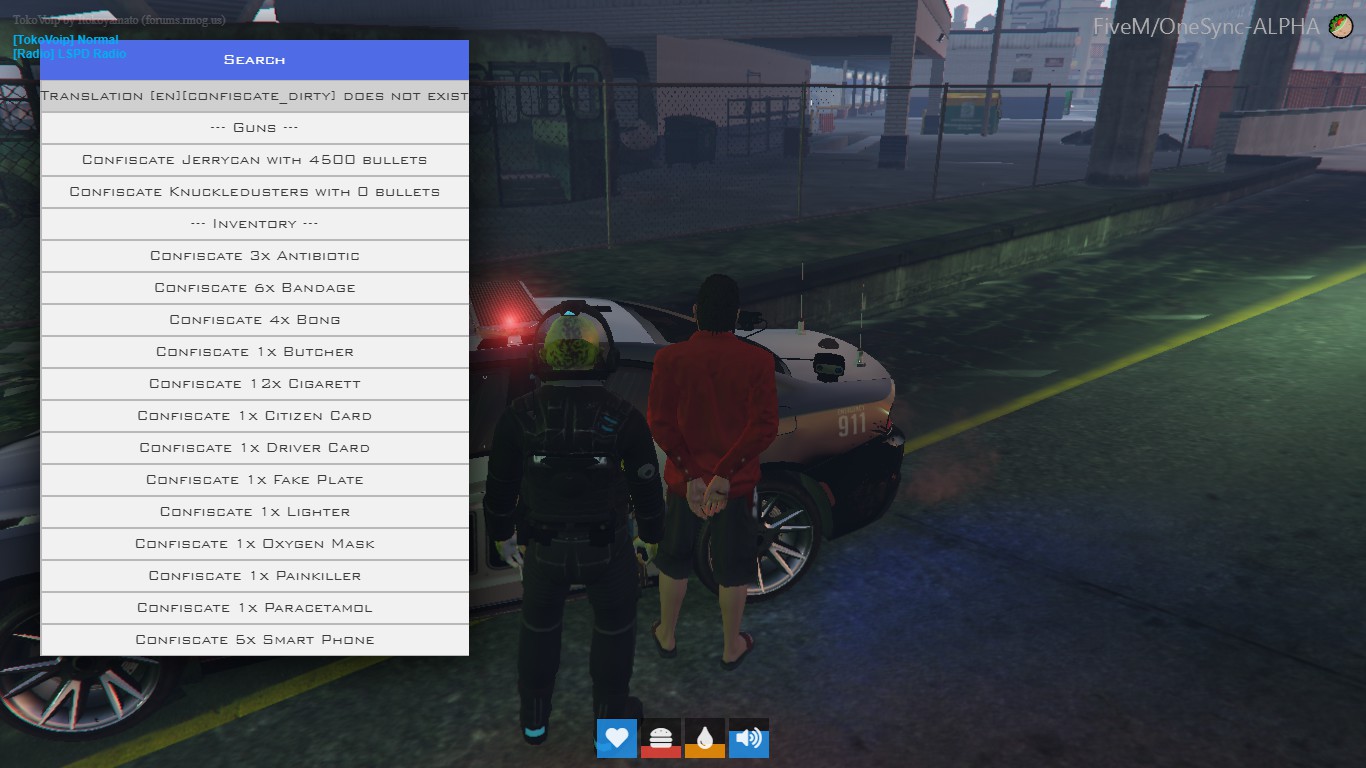 TokoVoip by Itokoyamato (forums.rmog.us)
[TokoVoip] Normal
[Radio] LSPD Radio
FiveM/OneSync-ALPHA
Search
Translation [en][confiscate_dirty] does not exist
--- Guns ---
Confiscate Jerrycan with 4500 bullets
Confiscate Knuckledusters with 0 bullets
--- Inventory ---
Confiscate 3x Antibiotic
Confiscate 6x Bandage
Confiscate 4x Bong
Confiscate 1x Butcher
Confiscate 12x Cigarett
Confiscate 1x Citizen Card
Confiscate 1x Driver Card
Confiscate 1x Fake Plate
Confiscate 1x Lighter
Confiscate 1x Oxygen Mask
Confiscate 1x Painkiller
Confiscate 1x Paracetamol
Confiscate 5x Smart Phone
EMERGENCY
911